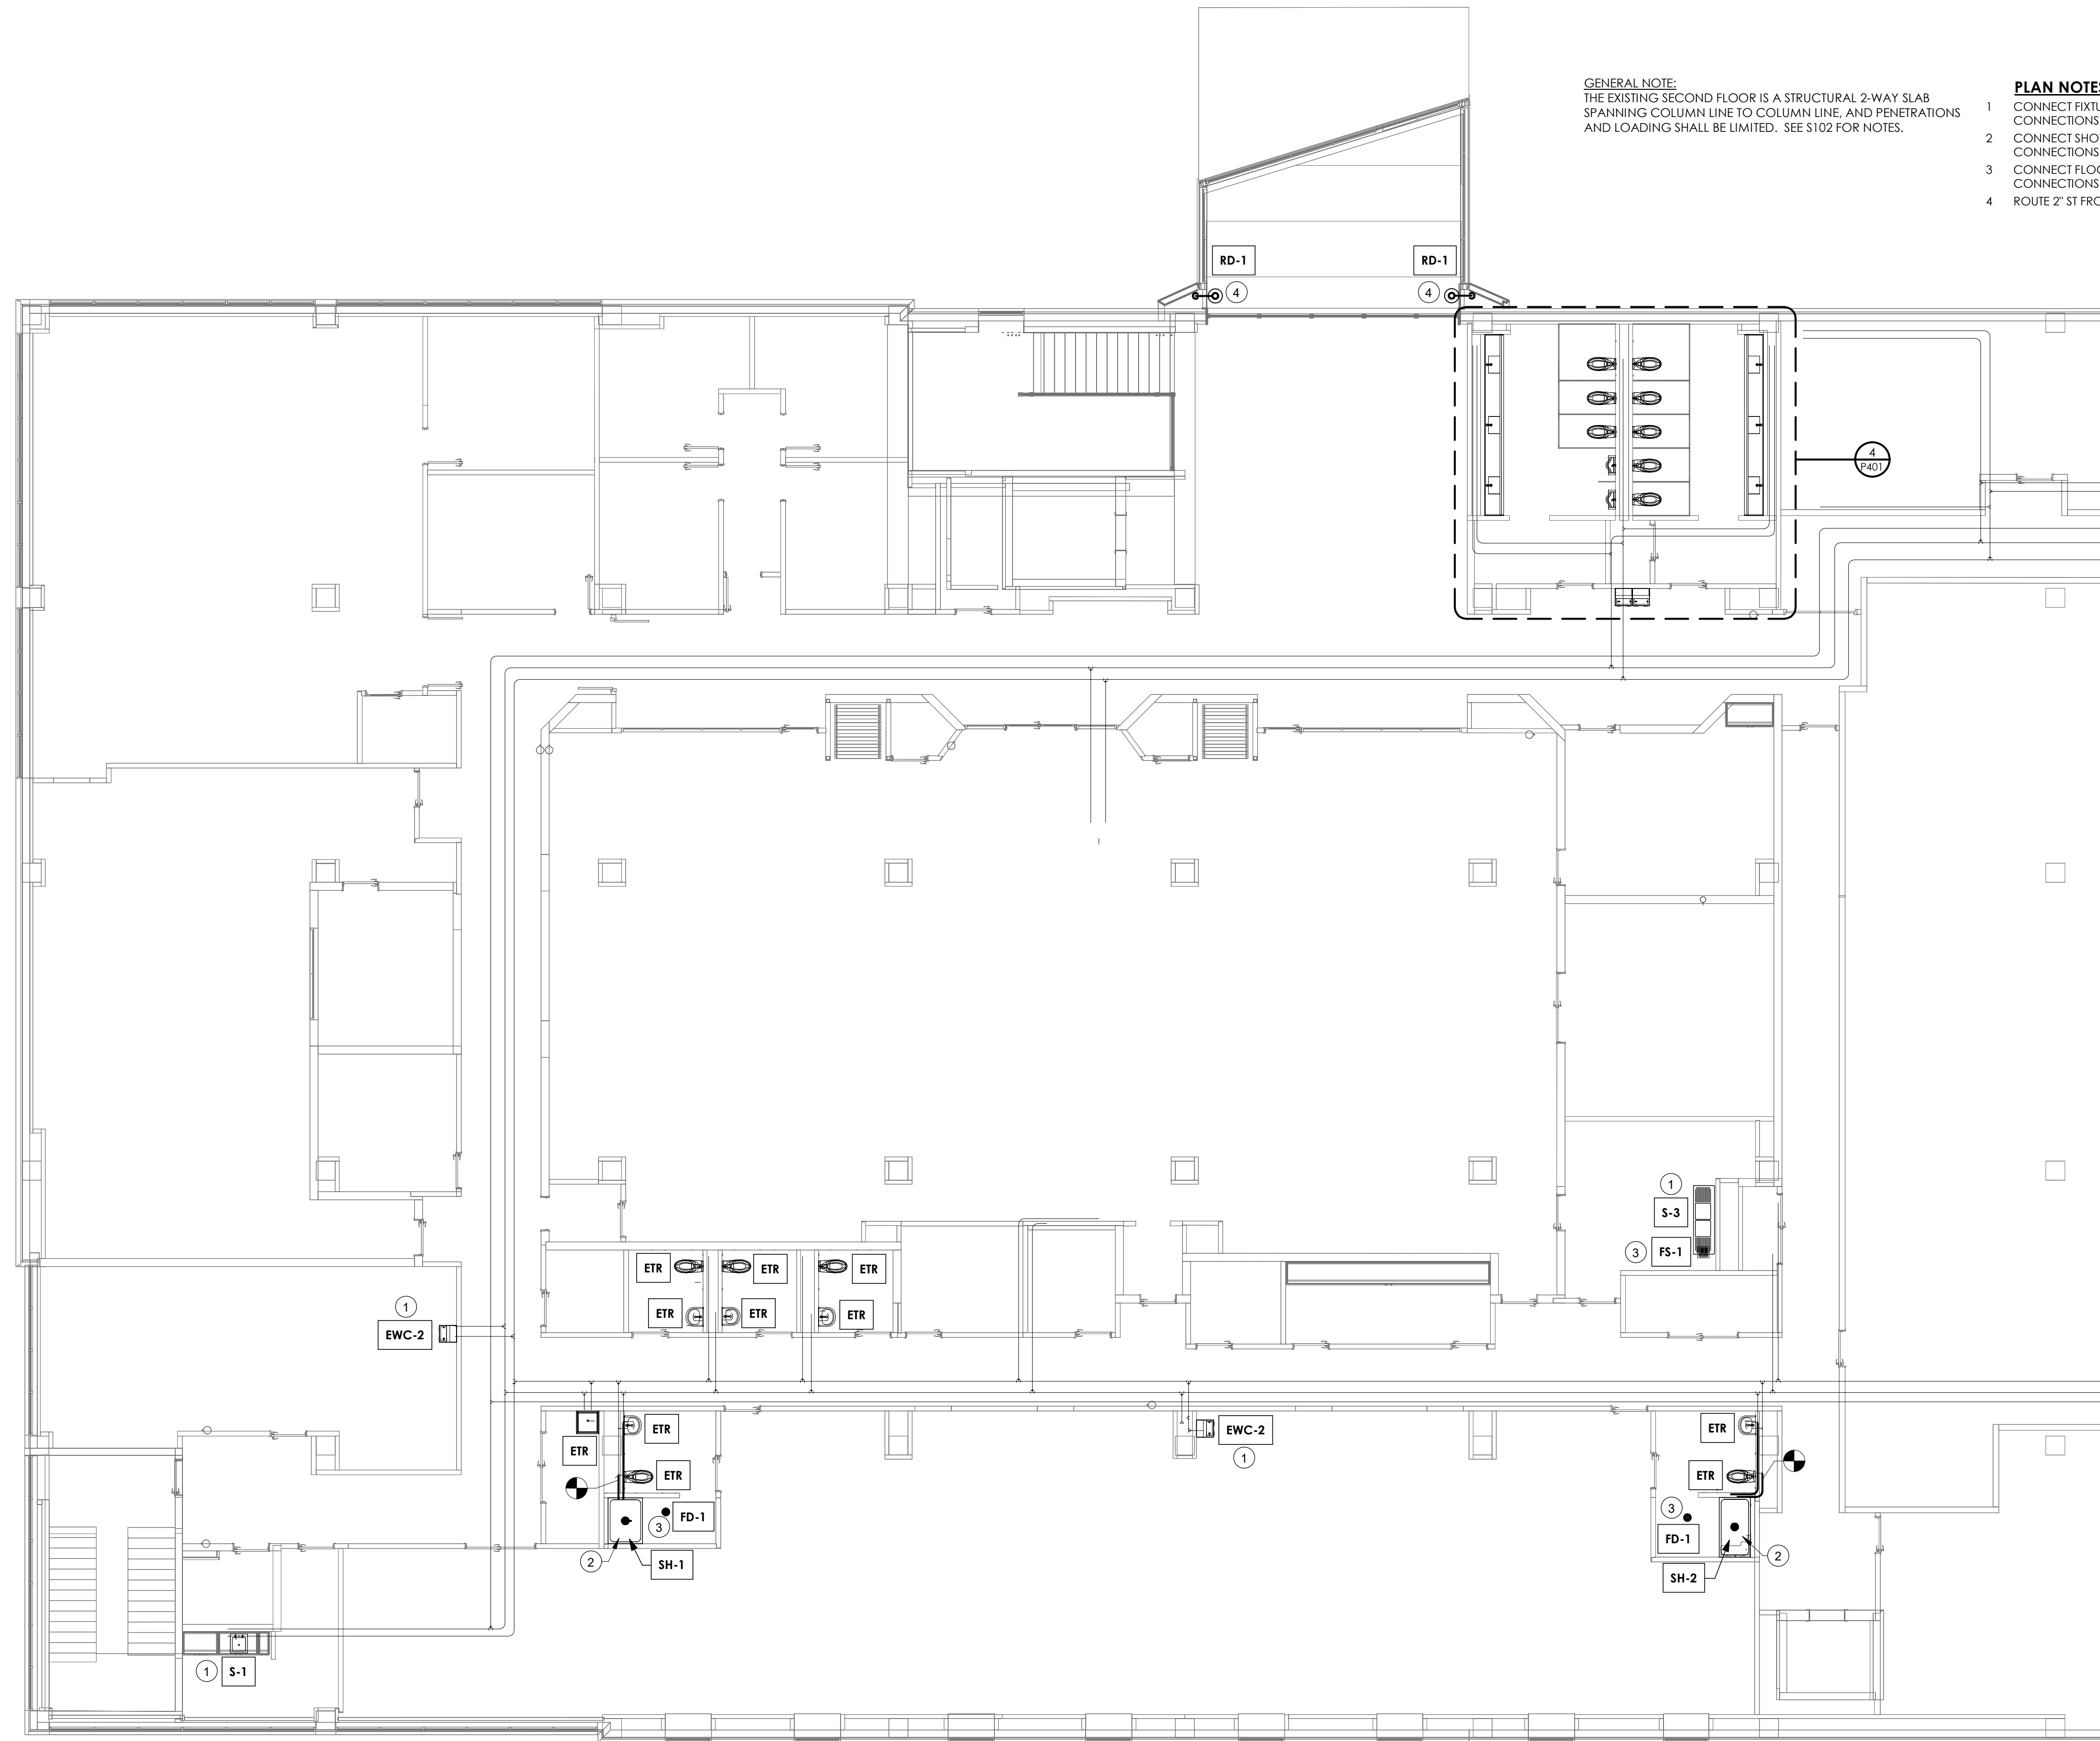 GENERAL NOTE:
THE EXISTING SECOND FLOOR IS A STRUCTURAL 2-WAY SLAB
SPANNING COLUMN LINE TO COLUMN LINE, AND PENETRATIONS
AND LOADING SHALL BE LIMITED. SEE S102 FOR NOTES.
PLAN NOTES
1 CONNECT FIXTU
CONNECTIONS
2 CONNECT SHO
CONNECTIONS
3 CONNECT FLOO
CONNECTIONS
4 ROUTE 2" ST FRO
RD-1
RD-1
4
4
4
P401
1
S-3
3
FS-1
ETR
ETR
ETR
ETR
ETR
ETR
1
EWC-2
ETR
ETR
ETR
3
FD-1
2
SH-1
EWC-2
1
ETR
ETR
3
FD-1
2
SH-2
1
S-1